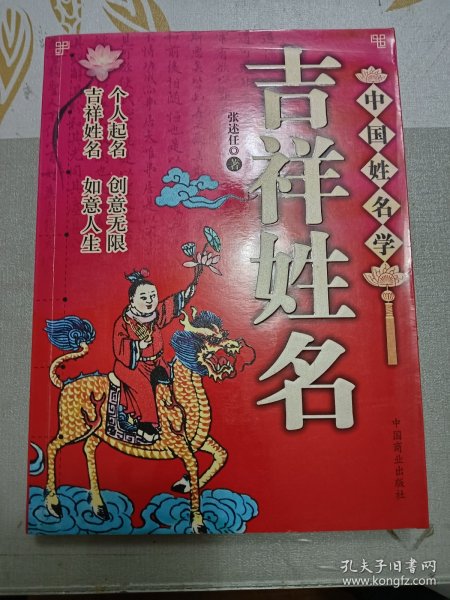 中国姓名学
吉祥姓名
张述任◎著
个人起名 创意无限
吉祥姓名 如意人生
中国商业出版社
孔夫子旧书网
www.kongfz.com